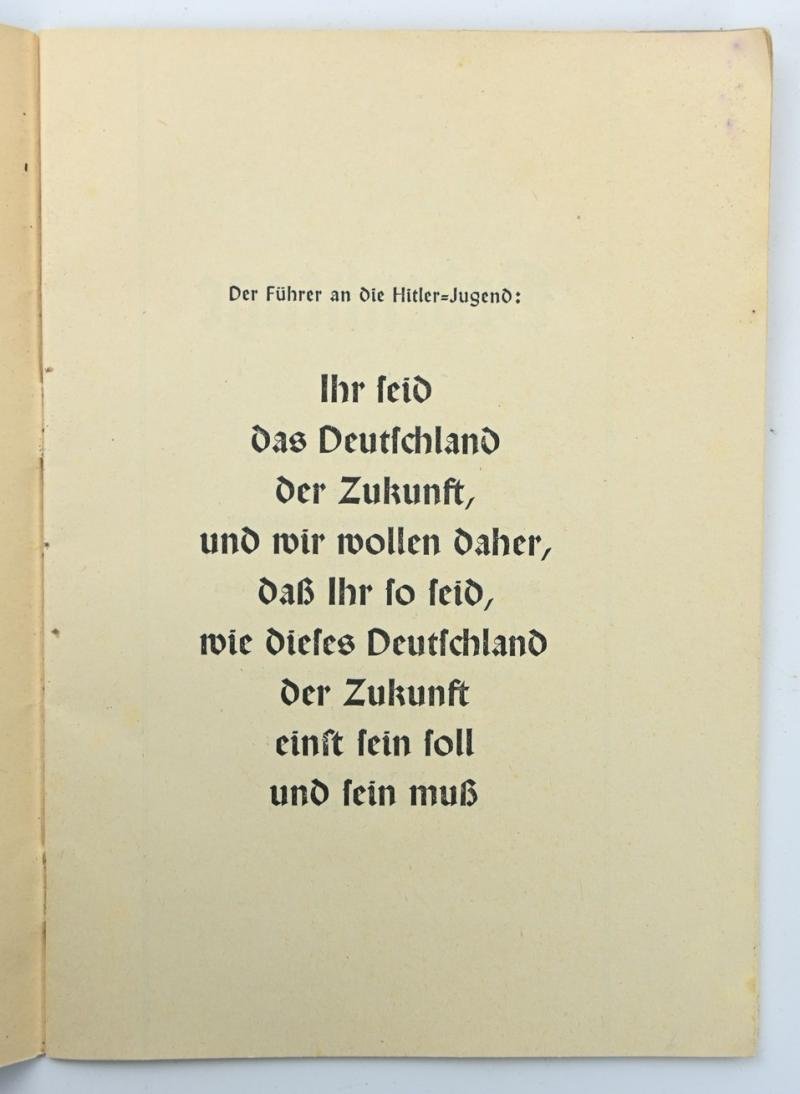 Der Führer an die Hitler=Jugend:
Ihr ſeid
das Deutſchland
der Zukunft,
und wir wollen daher,
daß Ihr ſo ſeid,
wie dieſes Deutſchland
der Zukunft
einſt ſein ſoll
und ſein muß